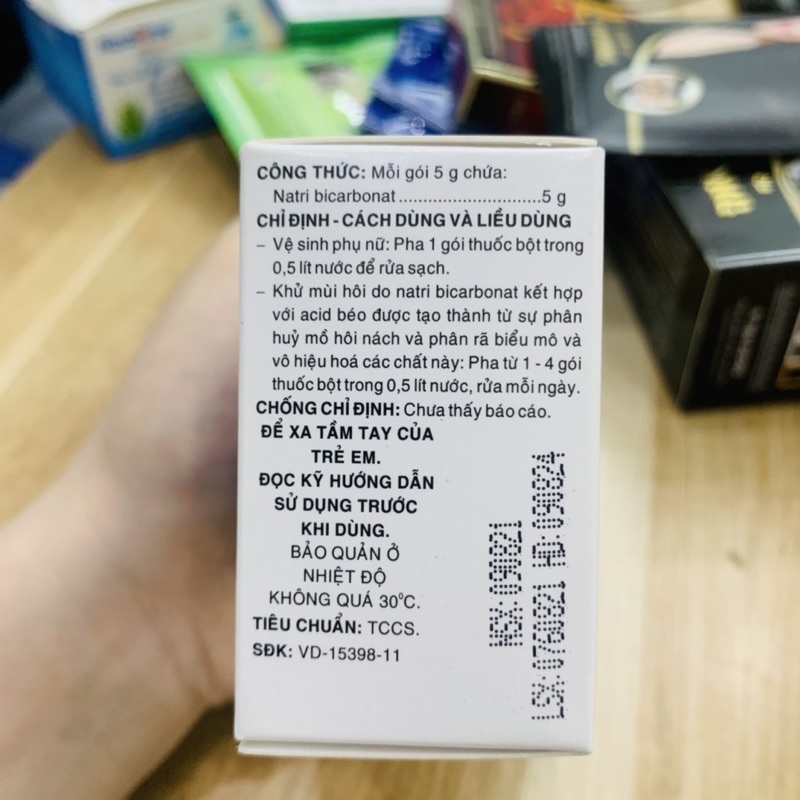 CÔNG THỨC: Mỗi gói 5 g chứa:
Natri bicarbonat............................5 g
CHỈ ĐỊNH - CÁCH DÙNG VÀ LIỀU DÙNG
– Vệ sinh phụ nữ: Pha 1 gói thuốc bột trong
0,5 lít nước để rửa sạch.
– Khử mùi hôi do natri bicarbonat kết hợp
với acid béo được tạo thành từ sự phân
huỷ mồ hôi nách và phân rã biểu mô và
vô hiệu hoá các chất này: Pha từ 1 - 4 gói
thuốc bột trong 0,5 lít nước, rửa mỗi ngày.
CHỐNG CHỈ ĐỊNH: Chưa thấy báo cáo.
ĐỂ XA TẦM TAY CỦA
TRẺ EM.
ĐỌC KỸ HƯỚNG DẪN
SỬ DỤNG TRƯỚC
KHI DÙNG.
BẢO QUẢN Ở
NHIỆT ĐỘ
KHÔNG QUÁ 30°C.
TIÊU CHUẨN: TCCS.
SĐK: VD-15398-11
NSX: 090821
LSX: 0760821 HD: 090824